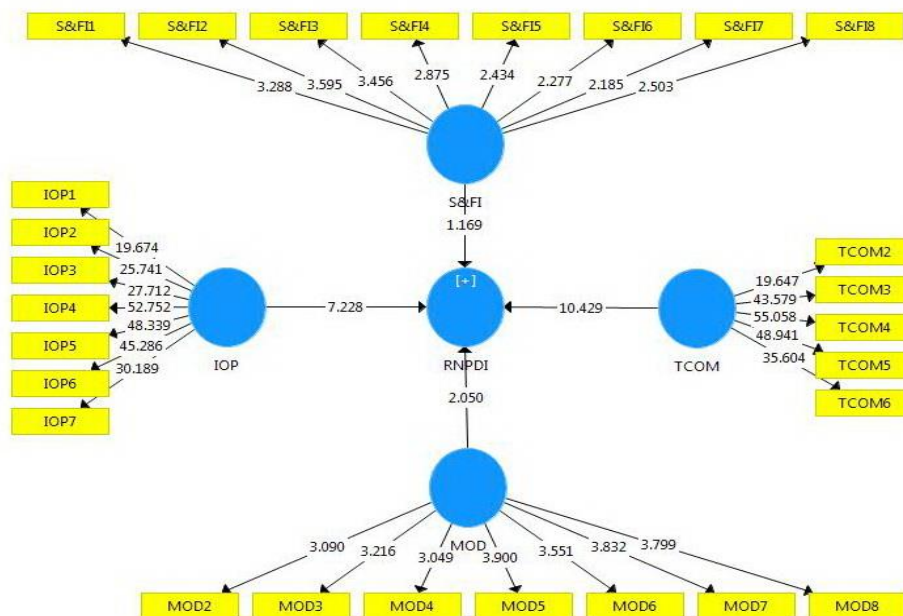 S&FI1 S&FI2 S&FI3 S&FI4 S&FI5 S&FI6 S&FI7 S&FI8
3.288 3.595 3.456 2.875 2.434 2.277 2.185 2.503
S&FI
1.169
IOP1
IOP2
IOP3
IOP4
IOP5
IOP6
IOP7
19.674
25.741
27.712
52.752
48.339
45.286
30.189
IOP
7.228
[+]
RNPDI
10.429
TCOM
19.647
43.579
55.058
48.941
35.604
TCOM2
TCOM3
TCOM4
TCOM5
TCOM6
2.050
MOD
3.090 3.216 3.049 3.900 3.551 3.832 3.799
MOD2 MOD3 MOD4 MOD5 MOD6 MOD7 MOD8